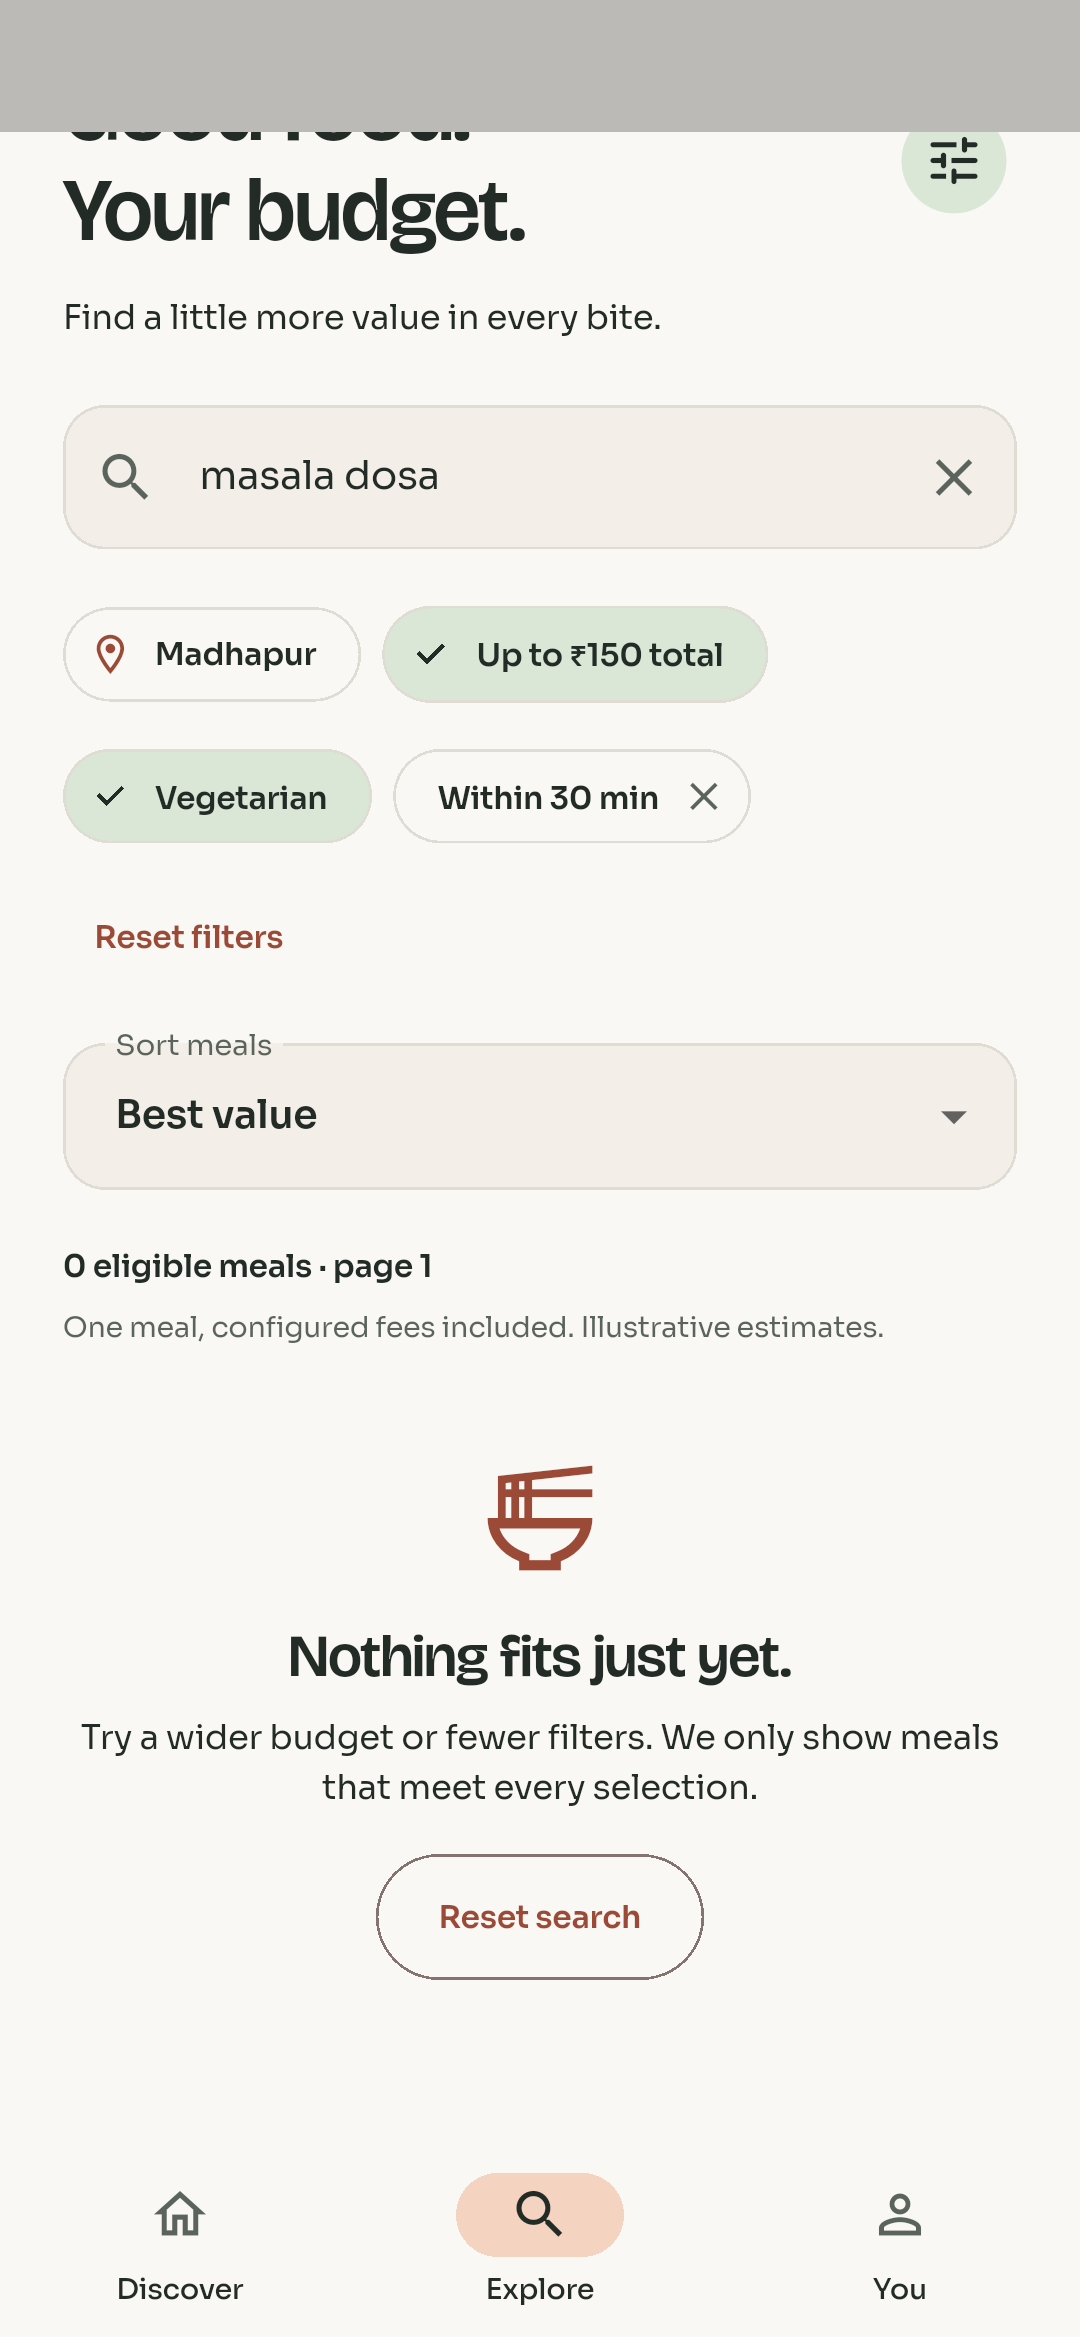 Good food.
Your budget.
Find a little more value in every bite.
masala dosa
Madhapur
Up to ₹150 total
Vegetarian
Within 30 min
Reset filters
Sort meals
Best value
0 eligible meals · page 1
One meal, configured fees included. Illustrative estimates.
Nothing fits just yet.
Try a wider budget or fewer filters. We only show meals
that meet every selection.
Reset search
Discover
Explore
You